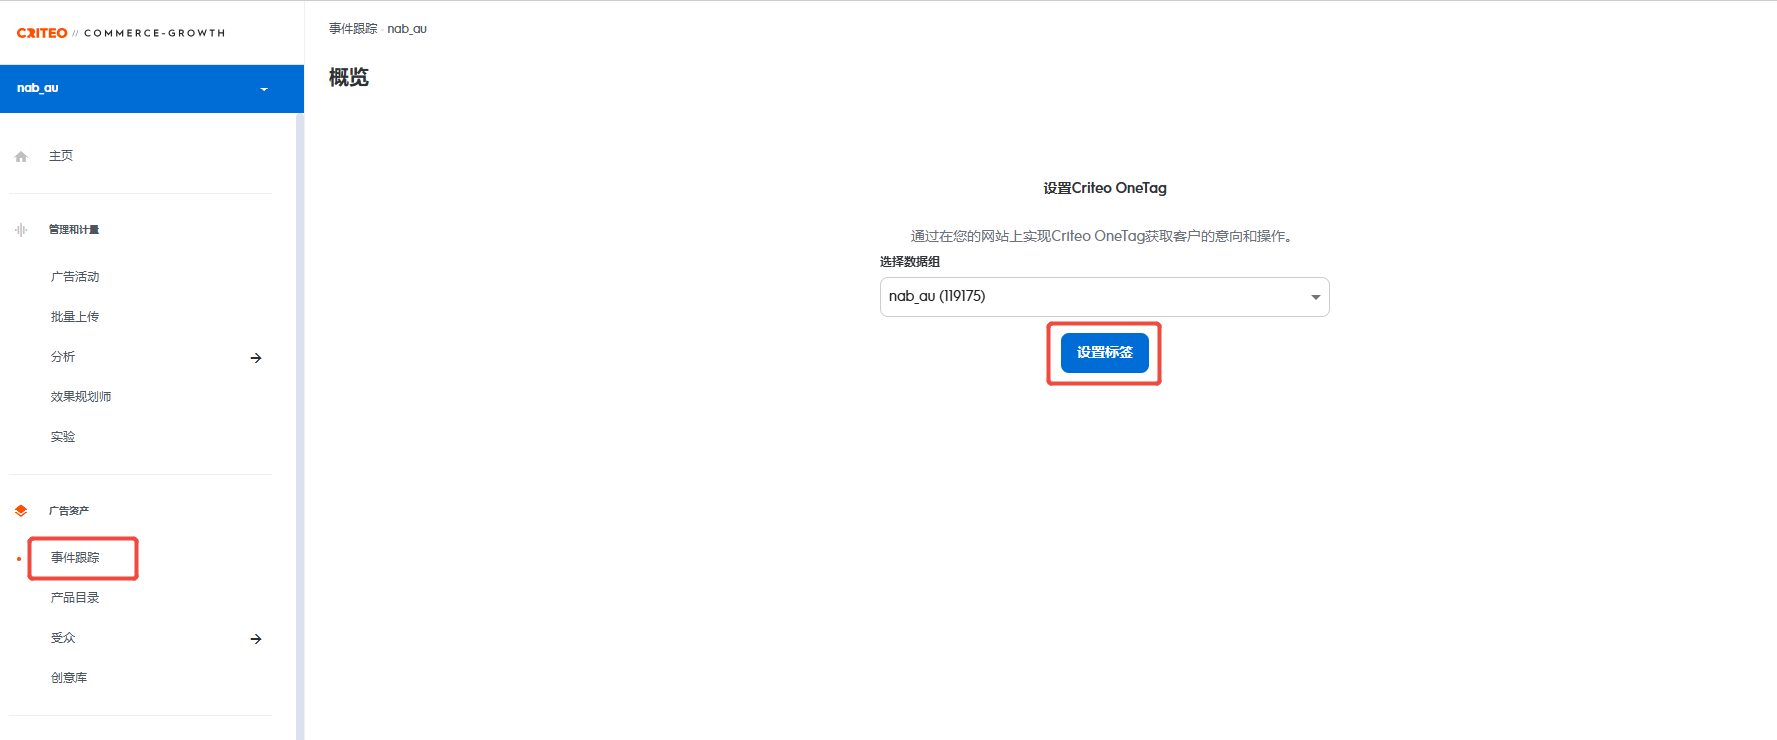 CRITEO // COMMERCE-GROWTH
nab_au
主页
管理和计量
广告活动
批量上传
分析
效果规划师
实验
广告资产
事件跟踪
产品目录
受众
创意库
事件跟踪 · nab_au
概览
设置Criteo OneTag
通过在您的网站上实现Criteo OneTag获取客户的意向和操作。
选择数据组
nab_au (119175)
设置标签